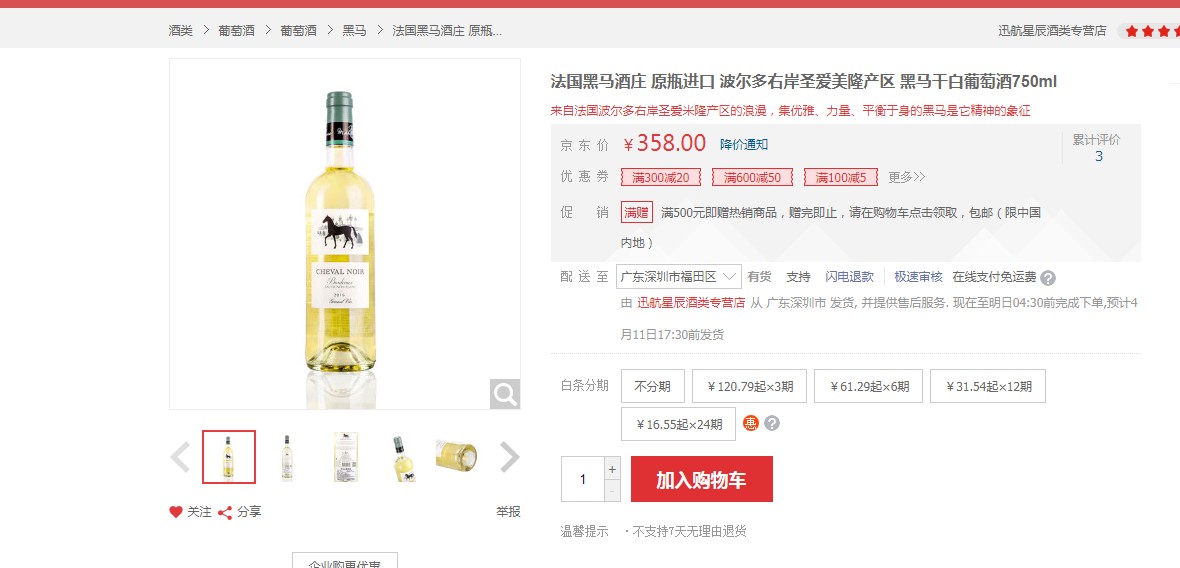 酒类 > 葡萄酒 > 葡萄酒 > 黑马 > 法国黑马酒庄 原瓶...
迅航星辰酒类专营店
法国黑马酒庄 原瓶进口 波尔多右岸圣爱美隆产区 黑马干白葡萄酒750ml
来自法国波尔多右岸圣爱米隆产区的浪漫，集优雅、力量、平衡于身的黑马是它精神的象征
京东价 ￥358.00 降价通知
累计评价
3
优惠券 满300减20 满600减50 满100减5 更多>>
促销 满赠 满500元即赠热销商品，赠完即止，请在购物车点击领取，包邮（限中国
内地）
配送至 广东深圳市福田区 有货 支持 闪电退款 极速审核 在线支付免运费 ?
由 迅航星辰酒类专营店 从 广东深圳市 发货, 并提供售后服务. 现在至明日04:30前完成下单,预计4
月11日17:30前发货
白条分期 不分期 ￥120.79起×3期 ￥61.29起×6期 ￥31.54起×12期
￥16.55起×24期 惠 ?
1 + -
加入购物车
温馨提示 ·不支持7天无理由退货
CHEVAL NOIR
Bordeaux
关注 分享 举报
企业购更优惠